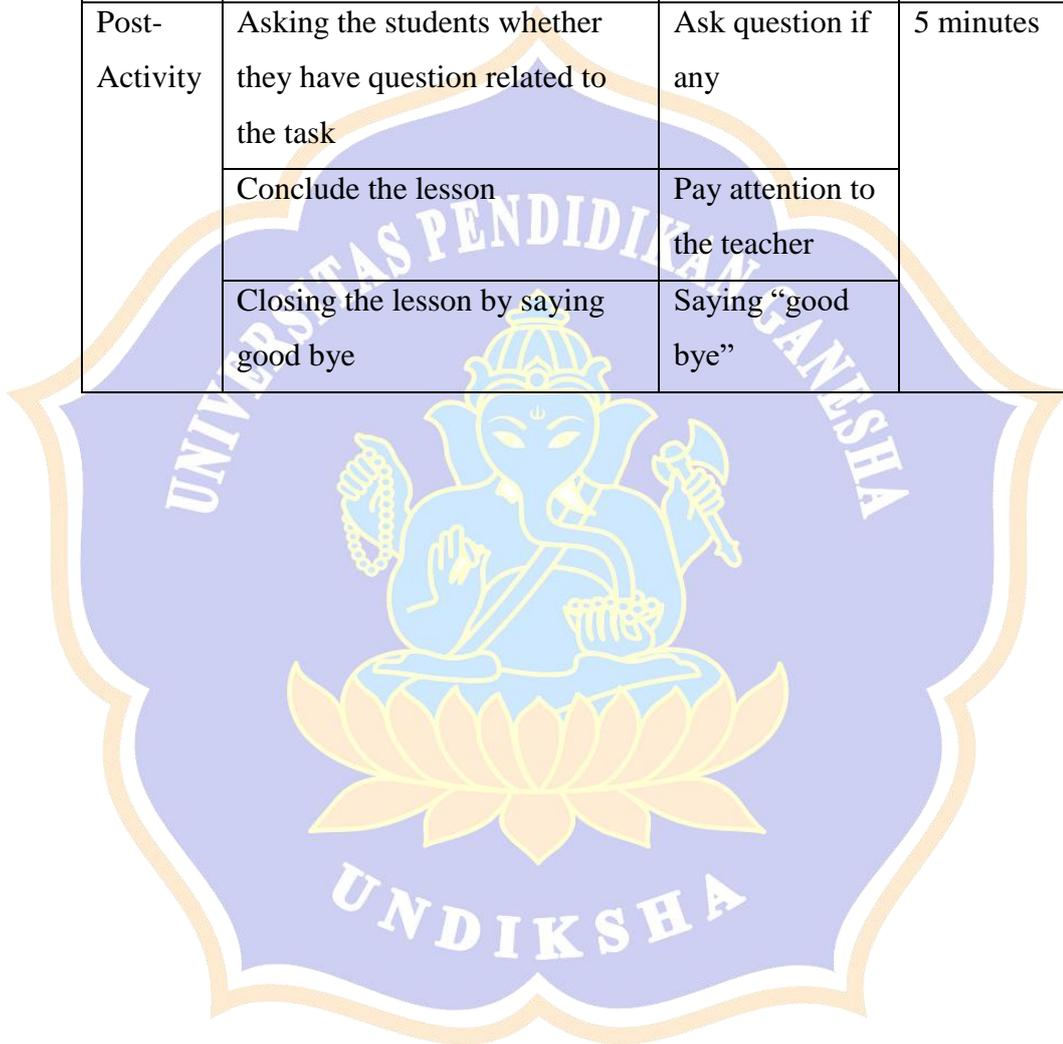 Post-
Activity
Asking the students whether
they have question related to
the task
Ask question if
any
5 minutes
Conclude the lesson
Pay attention to
the teacher
Closing the lesson by saying
good bye
Saying “good
bye”
UNIVERSITAS PENDIDIKAN GANESHA
UNDIKSHA